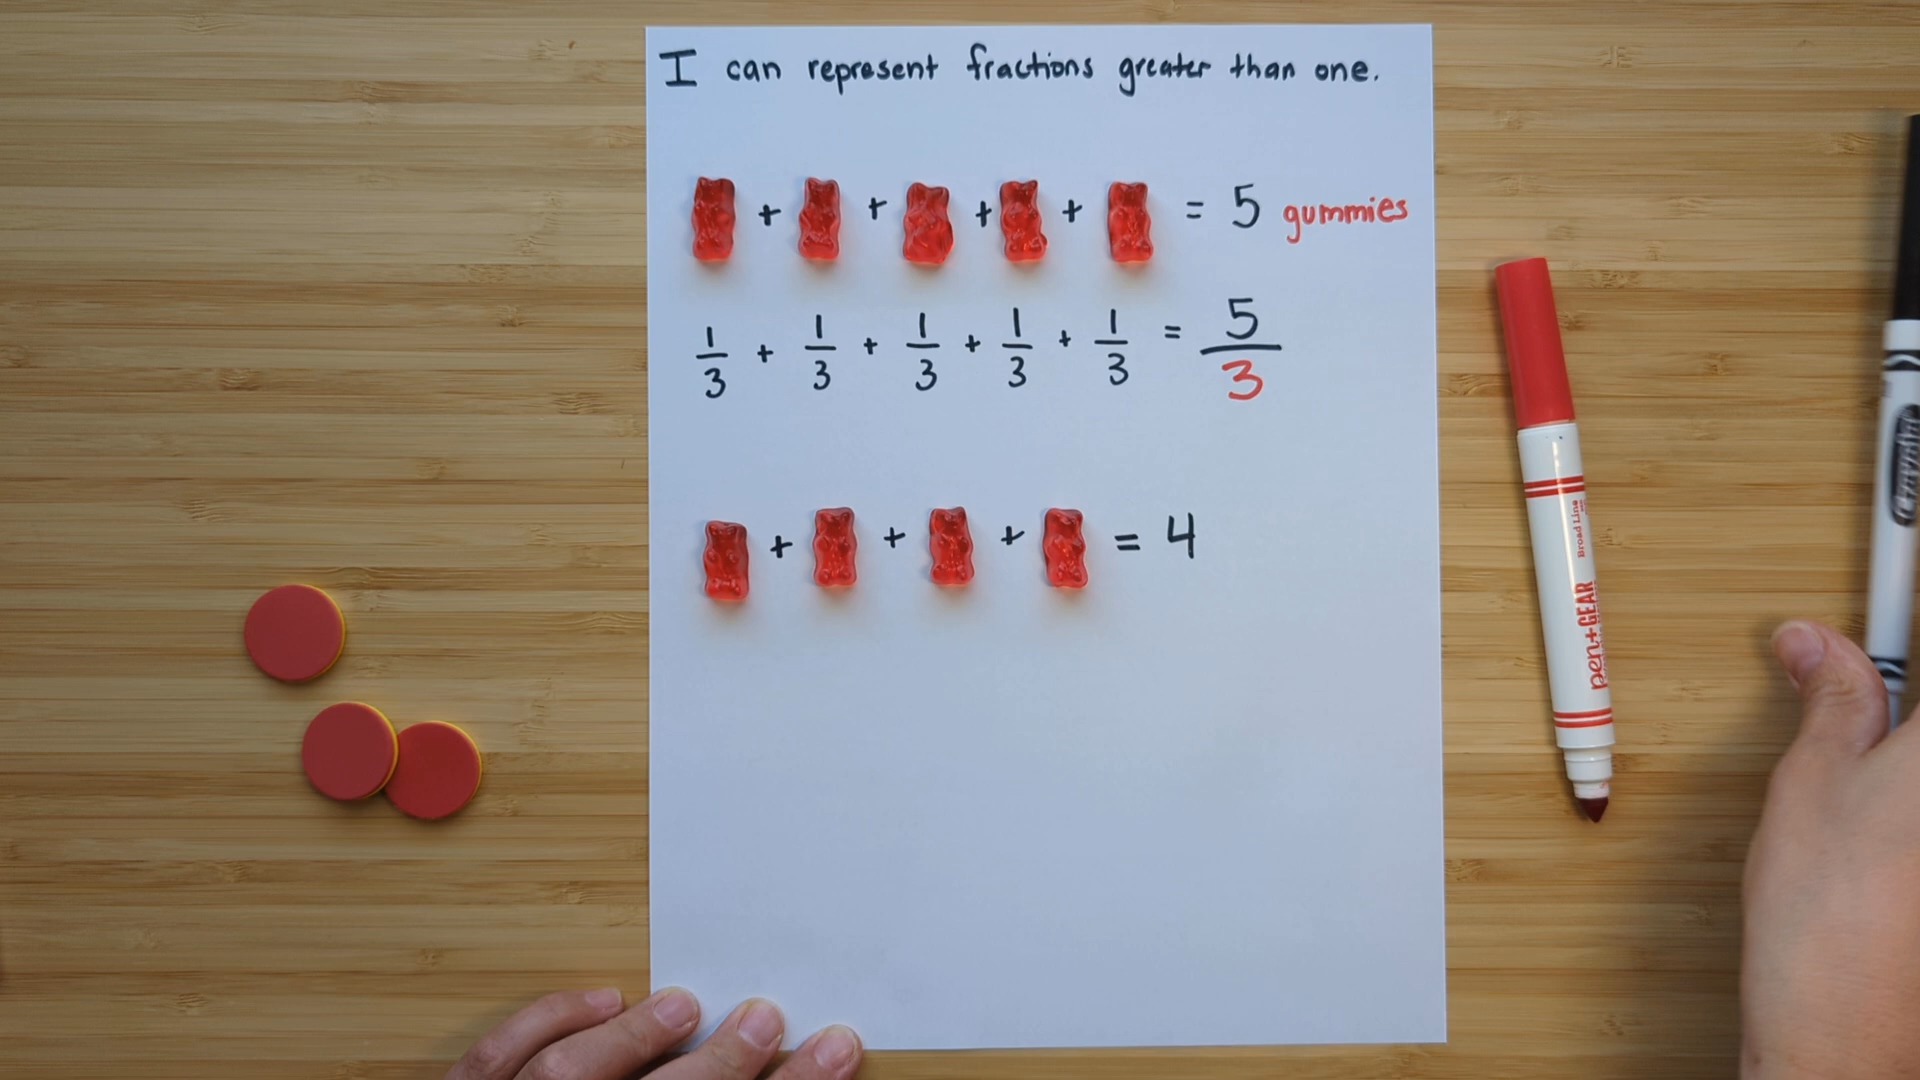 I can represent fractions greater than one.
+ + + + = 5 gummies
1/3 + 1/3 + 1/3 + 1/3 + 1/3 = 5/3
+ + + = 4
pen+GEAR Broad Line
Crayola